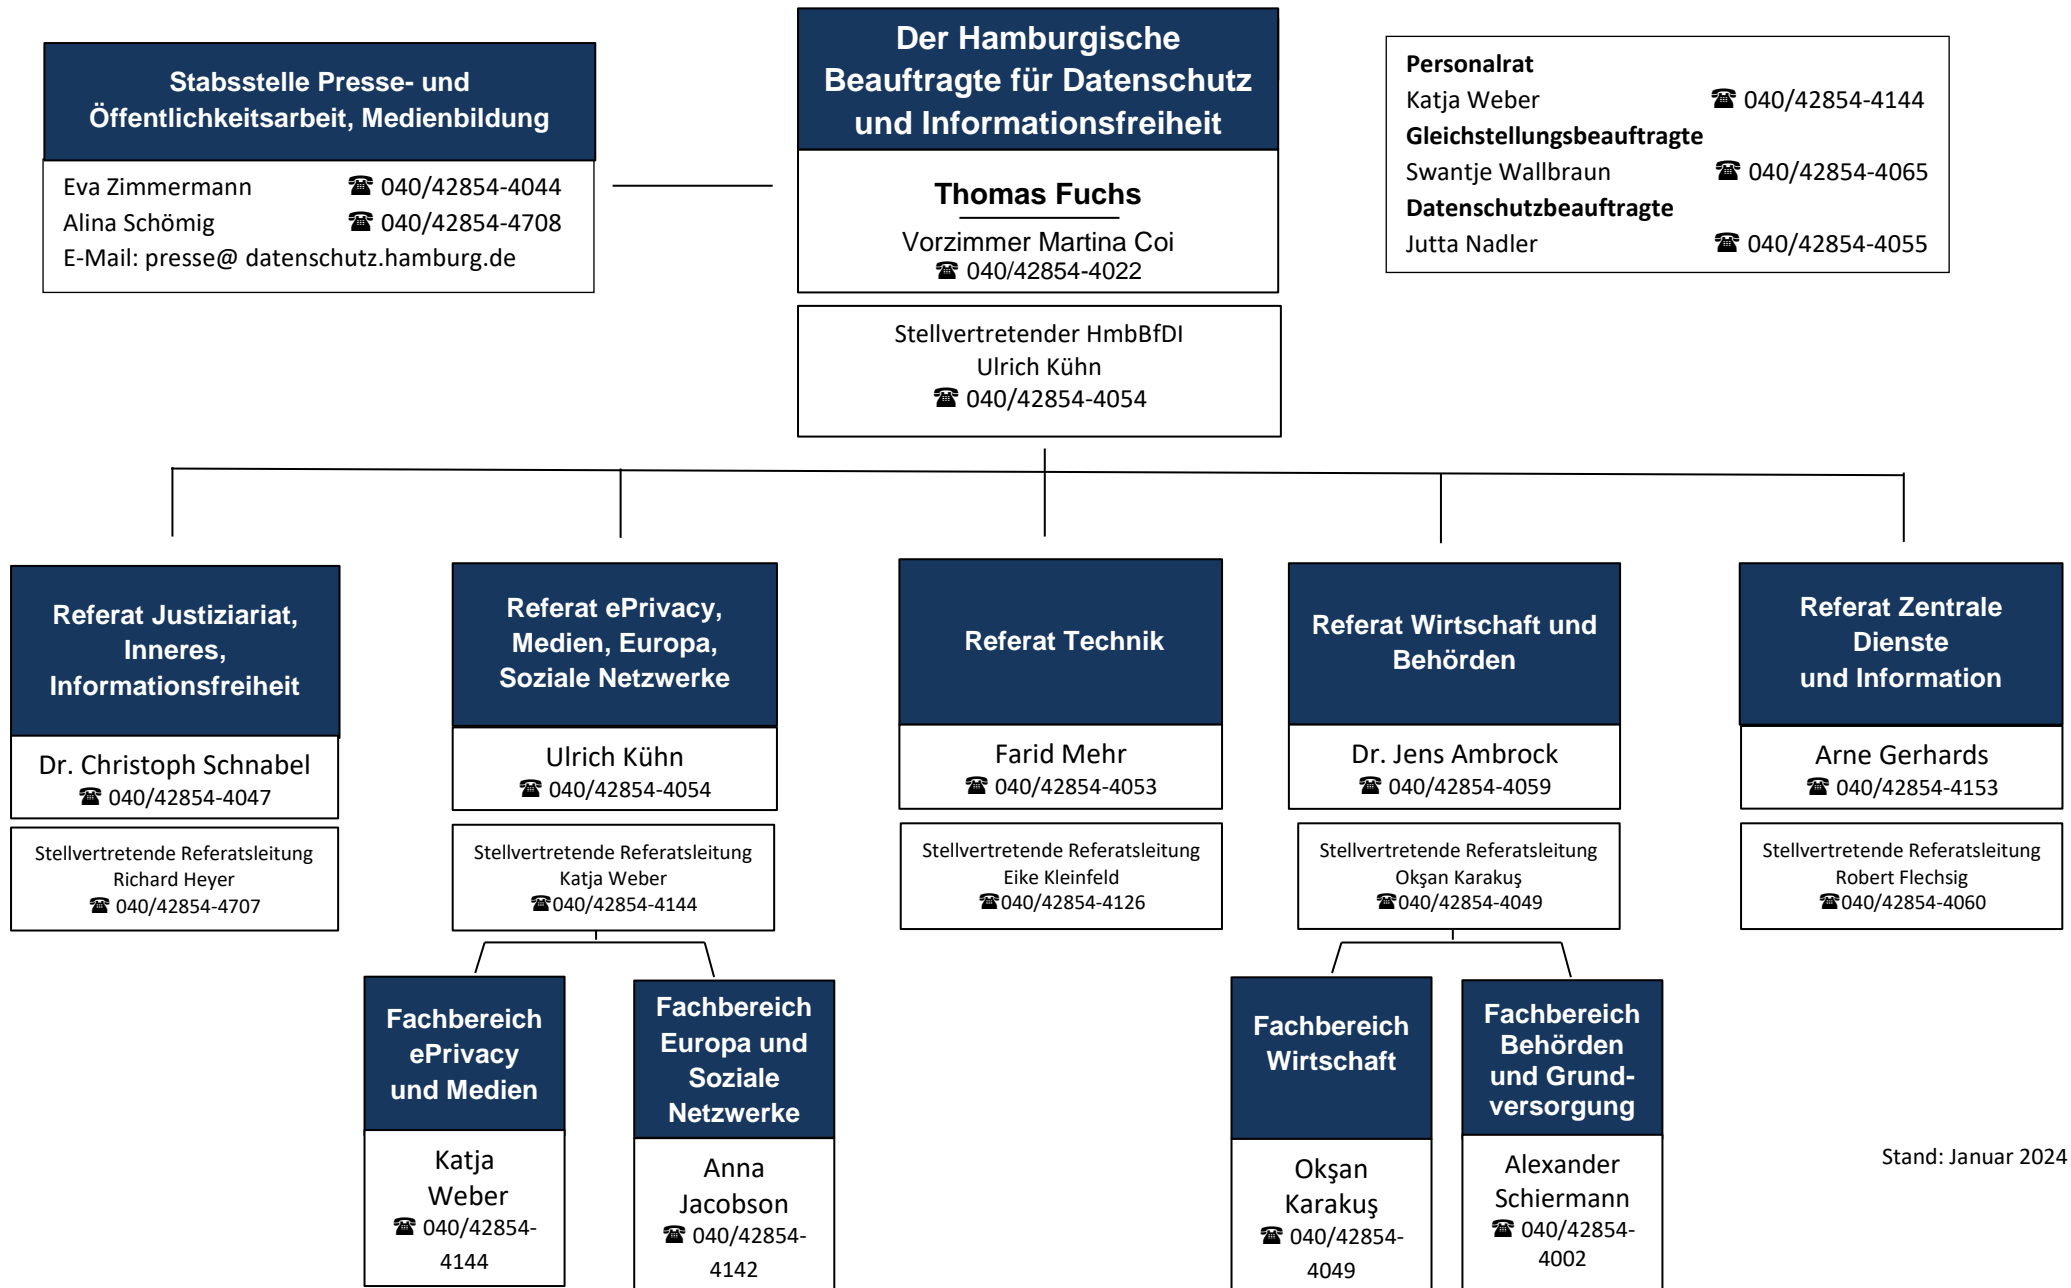 Stabsstelle Presse- und
Öffentlichkeitsarbeit, Medienbildung
Eva Zimmermann ☎ 040/42854-4044
Alina Schömig ☎ 040/42854-4708
E-Mail: presse@ datenschutz.hamburg.de
Der Hamburgische
Beauftragte für Datenschutz
und Informationsfreiheit
Thomas Fuchs
Vorzimmer Martina Coi
☎ 040/42854-4022
Stellvertretender HmbBfDI
Ulrich Kühn
☎ 040/42854-4054
Personalrat
Katja Weber ☎ 040/42854-4144
Gleichstellungsbeauftragte
Swantje Wallbraun ☎ 040/42854-4065
Datenschutzbeauftragte
Jutta Nadler ☎ 040/42854-4055
Referat Justiziariat,
Inneres,
Informationsfreiheit
Dr. Christoph Schnabel
☎ 040/42854-4047
Stellvertretende Referatsleitung
Richard Heyer
☎ 040/42854-4707
Referat ePrivacy,
Medien, Europa,
Soziale Netzwerke
Ulrich Kühn
☎ 040/42854-4054
Stellvertretende Referatsleitung
Katja Weber
☎040/42854-4144
Referat Technik
Farid Mehr
☎ 040/42854-4053
Stellvertretende Referatsleitung
Eike Kleinfeld
☎040/42854-4126
Referat Wirtschaft und
Behörden
Dr. Jens Ambrock
☎ 040/42854-4059
Stellvertretende Referatsleitung
Okşan Karakuş
☎040/42854-4049
Referat Zentrale
Dienste
und Information
Arne Gerhards
☎ 040/42854-4153
Stellvertretende Referatsleitung
Robert Flechsig
☎040/42854-4060
Fachbereich
ePrivacy
und Medien
Katja
Weber
☎ 040/42854-
4144
Fachbereich
Europa und
Soziale
Netzwerke
Anna
Jacobson
☎ 040/42854-
4142
Fachbereich
Wirtschaft
Okşan
Karakuş
☎ 040/42854-
4049
Fachbereich
Behörden
und Grund-
versorgung
Alexander
Schiermann
☎ 040/42854-
4002
Stand: Januar 2024